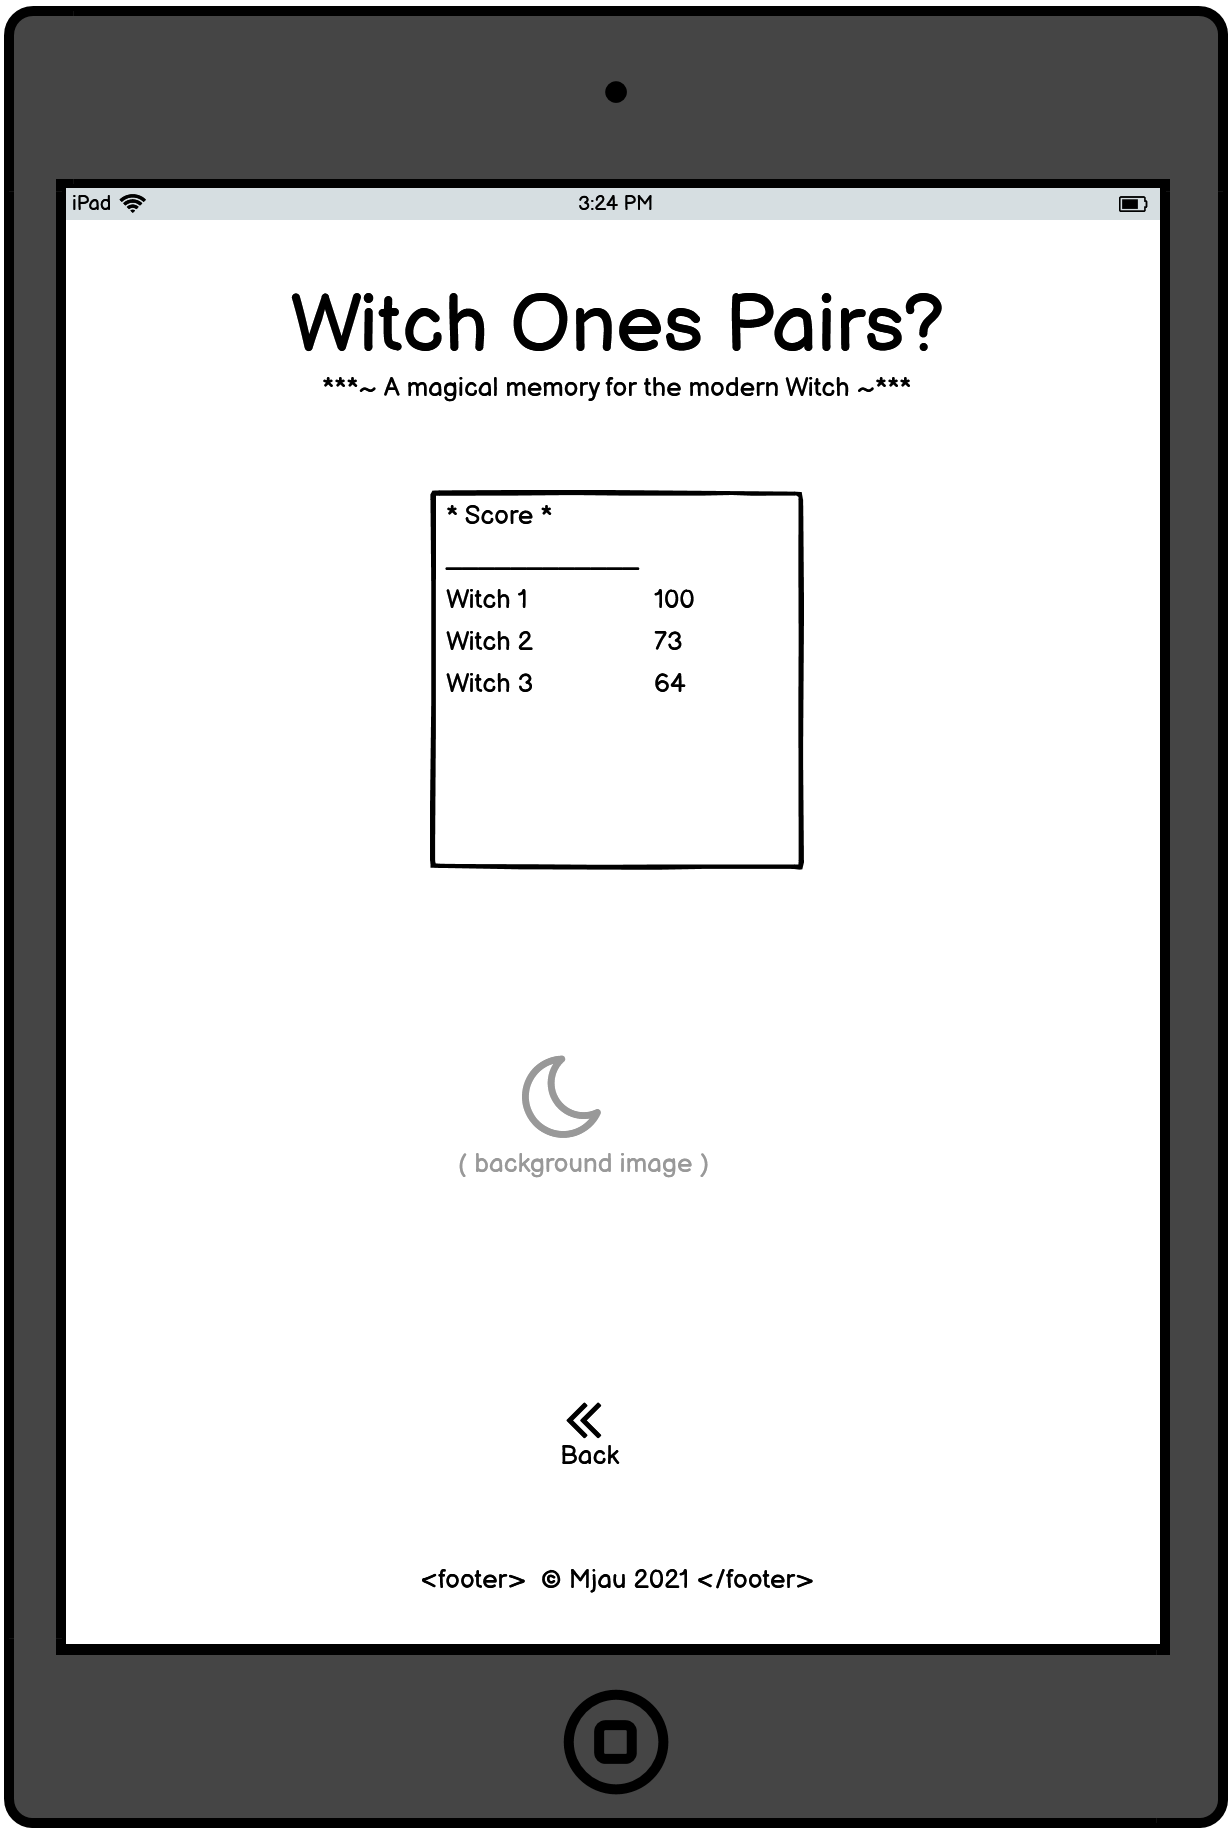 iPad 3:24 PM
Witch Ones Pairs?
***~ A magical memory for the modern Witch ~***
* Score *
Witch 1 100
Witch 2 73
Witch 3 64
( background image )
Back
<footer> © Mjau 2021 </footer>